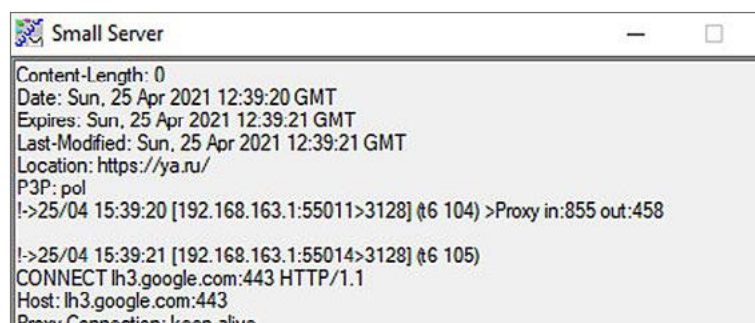 Small Server
Content-Length: 0
Date: Sun, 25 Apr 2021 12:39:20 GMT
Expires: Sun, 25 Apr 2021 12:39:21 GMT
Last-Modified: Sun, 25 Apr 2021 12:39:21 GMT
Location: https://ya.ru/
P3P: pol
!->25/04 15:39:20 [192.168.163.1:55011>3128] (t6 104) >Proxy in:855 out:458
!->25/04 15:39:21 [192.168.163.1:55014>3128] (t6 105)
CONNECT lh3.google.com:443 HTTP/1.1
Host: lh3.google.com:443
Proxy-Connection: keep-alive